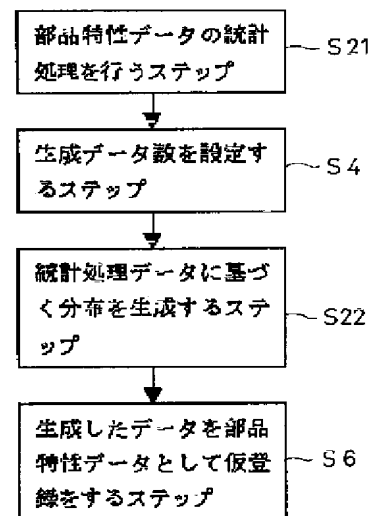 部品特性データの統計
処理を行うステップ
S21
生成データ数を設定す
るステップ
S4
統計処理データに基づ
く分布を生成するステ
ップ
S22
生成したデータを部品
特性データとして仮登
録をするステップ
S6